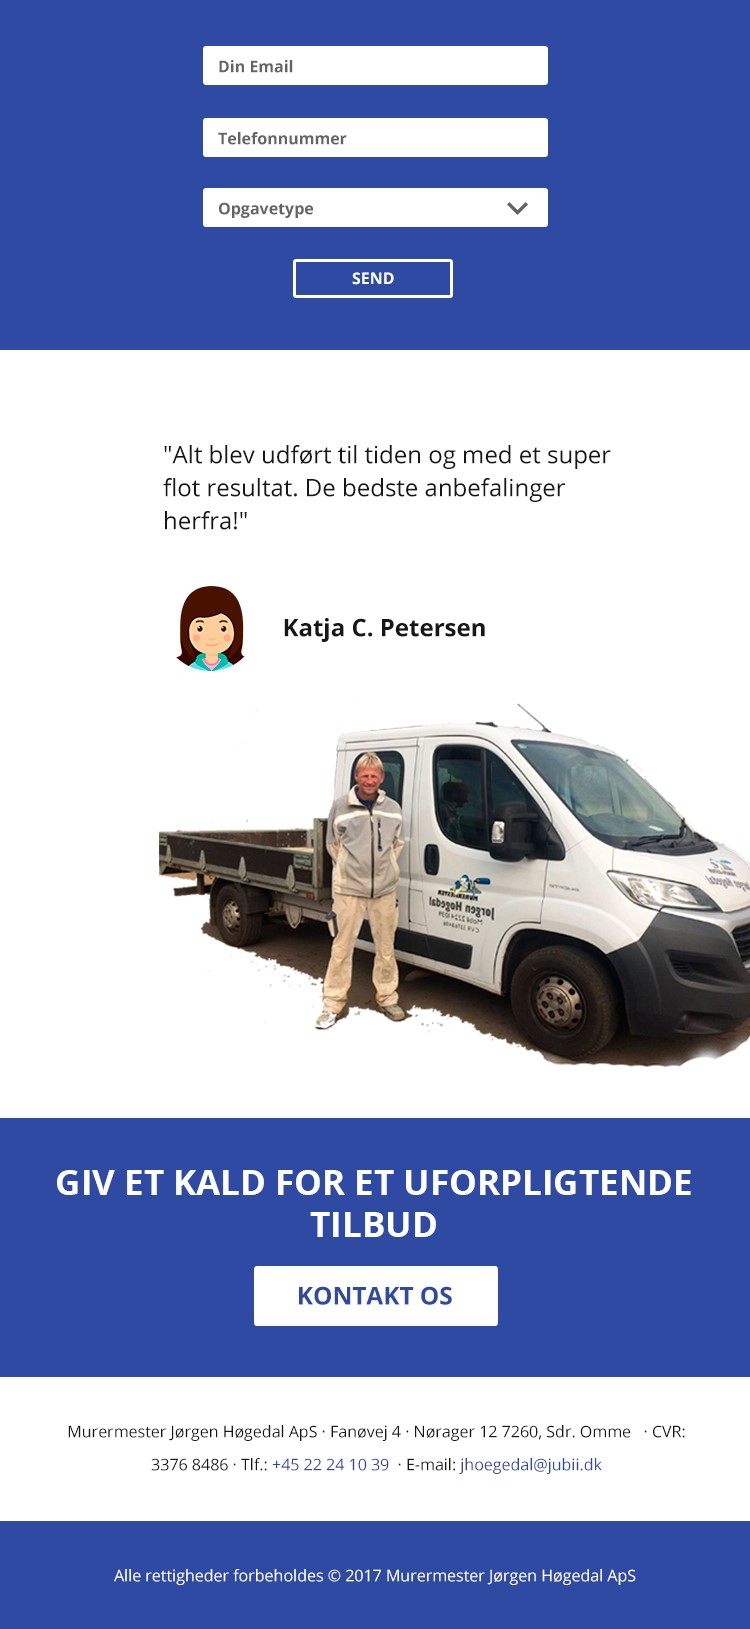 Din Email
Telefonnummer
Opgavetype
SEND
"Alt blev udført til tiden og med et super
flot resultat. De bedste anbefalinger
herfra!"
Katja C. Petersen
MURERMESTER
Jørgen Høgedal
GIV ET KALD FOR ET UFORPLIGTENDE
TILBUD
KONTAKT OS
Murermester Jørgen Høgedal ApS · Fanøvej 4 · Nørager 12 7260, Sdr. Omme · CVR:
3376 8486 · Tlf.: +45 22 24 10 39 · E-mail: jhoegedal@jubii.dk
Alle rettigheder forbeholdes © 2017 Murermester Jørgen Høgedal ApS